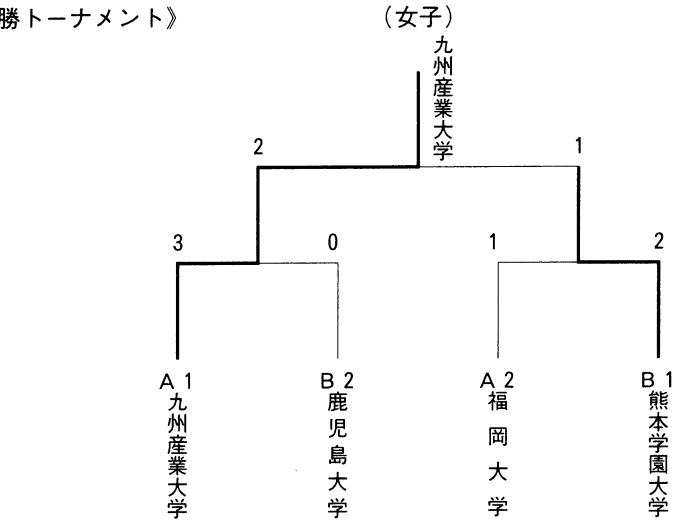 勝トーナメント》
（女子）
九州産業大学
2
1
3
0
1
2
A 1
B 2
A 2
B 1
九州産業大学
鹿児島大学
福岡大学
熊本学園大学